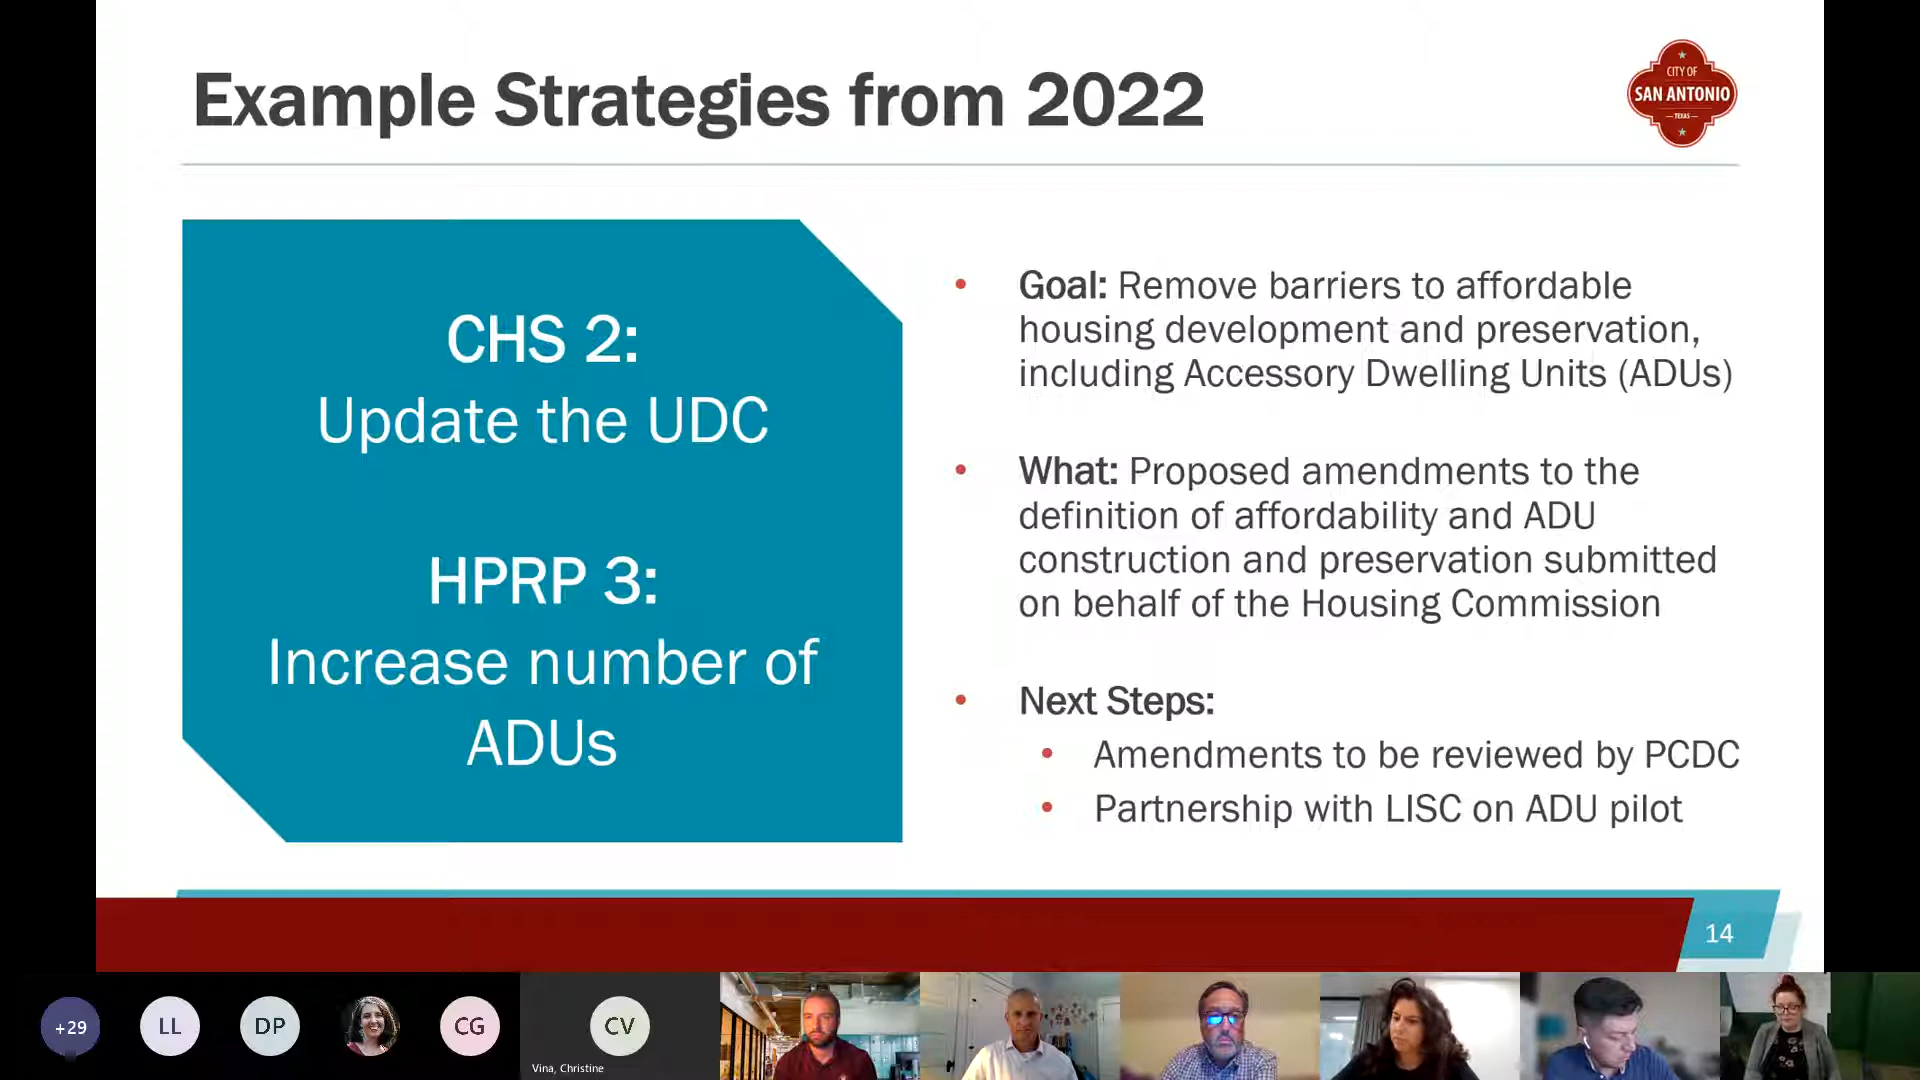 Example Strategies from 2022
CITY OF
SAN ANTONIO
TEXAS
CHS 2:
Update the UDC
HPRP 3:
Increase number of
ADUs
• Goal: Remove barriers to affordable
housing development and preservation,
including Accessory Dwelling Units (ADUs)
• What: Proposed amendments to the
definition of affordability and ADU
construction and preservation submitted
on behalf of the Housing Commission
• Next Steps:
• Amendments to be reviewed by PCDC
• Partnership with LISC on ADU pilot
14
+29
LL
DP
CG
CV
Vina, Christine